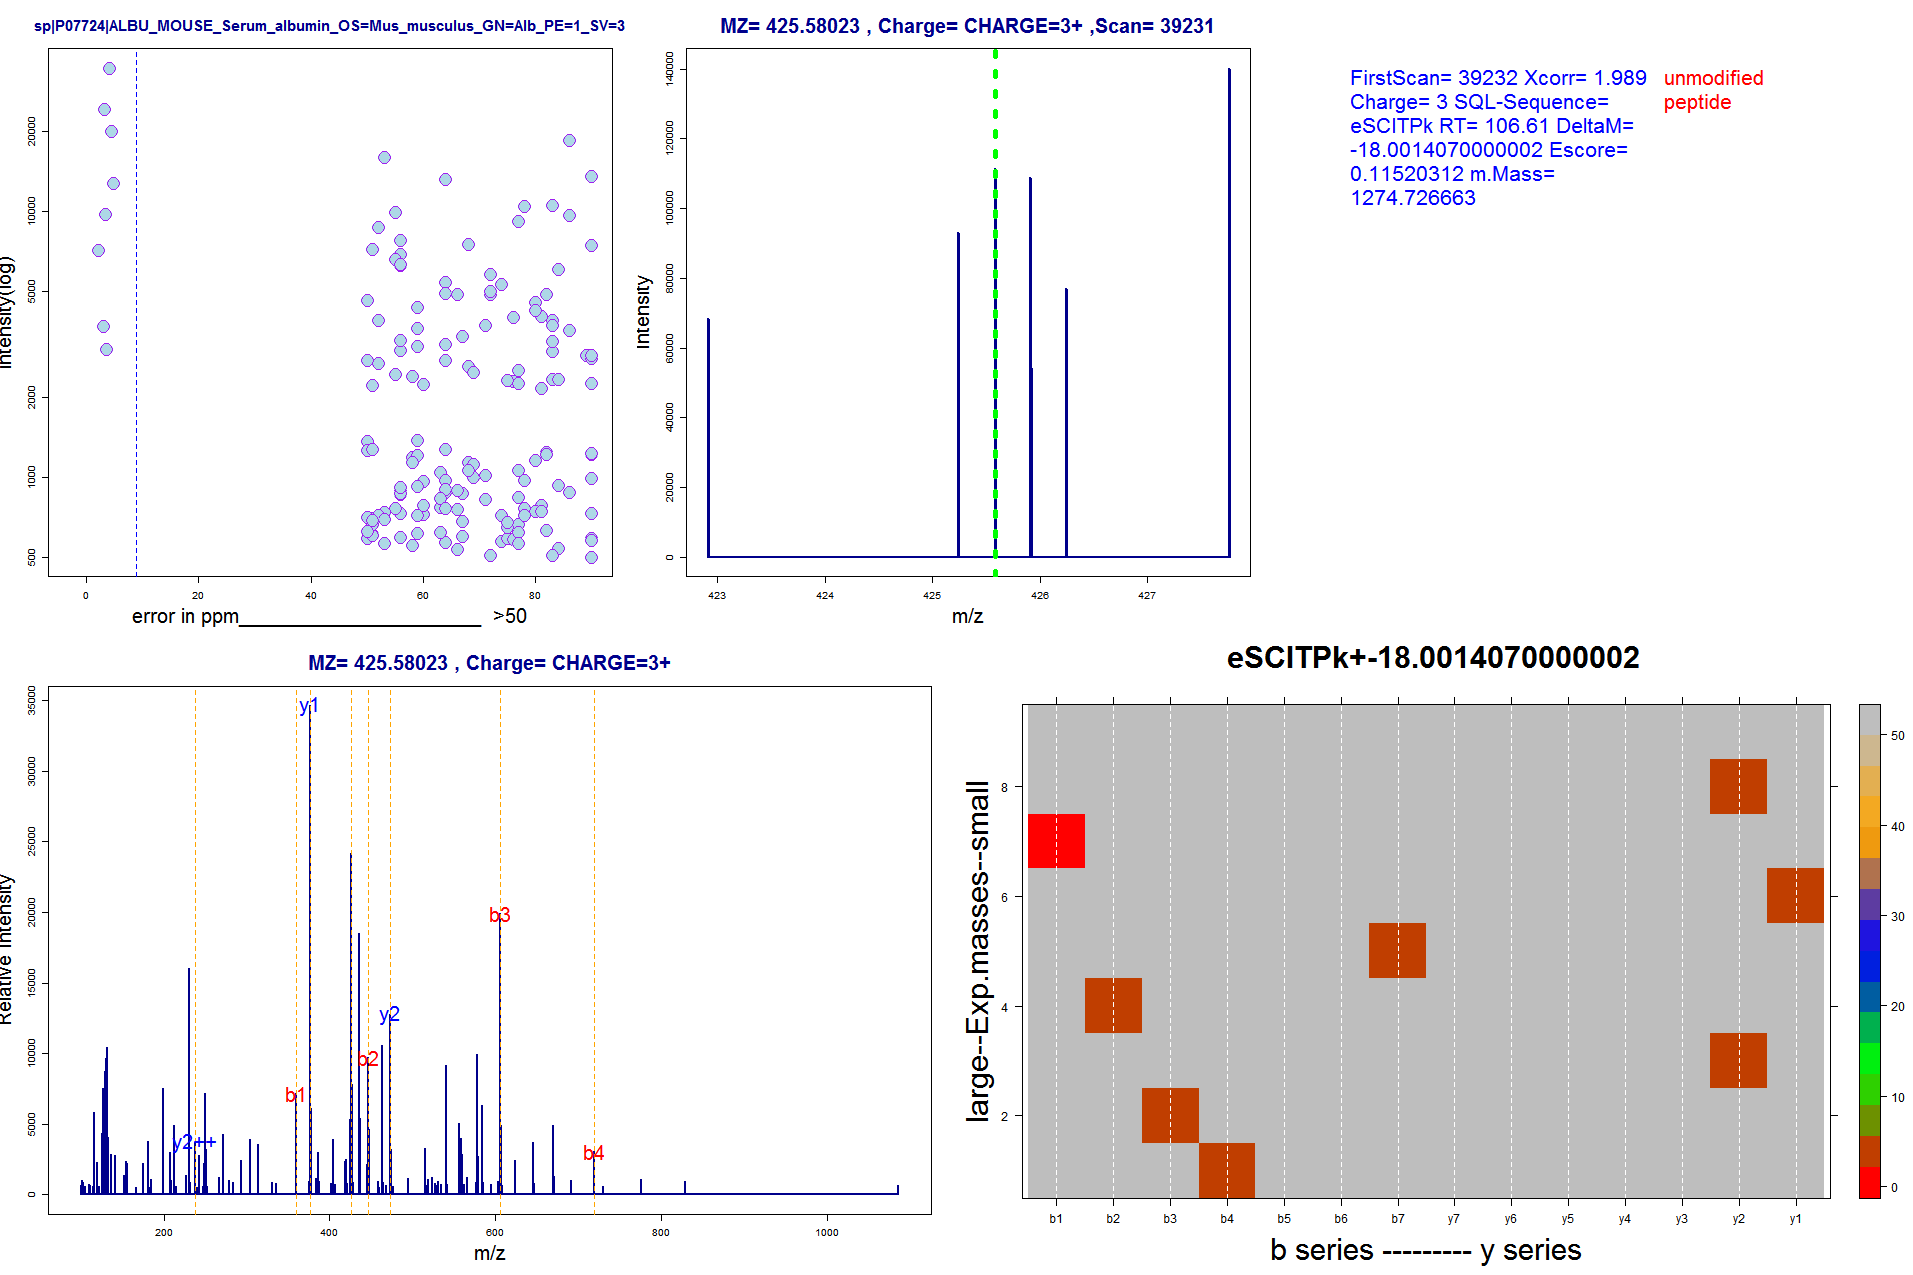 sp|P07724|ALBU_MOUSE_Serum_albumin_OS=Mus_musculus_GN=Alb_PE=1_SV=3
Intensity(log)
500 1000 2000 5000 10000 20000
0 20 40 60 80
error in ppm______________________ >50
MZ= 425.58023 , Charge= CHARGE=3+ ,Scan= 39231
Intensity
0 20000 40000 60000 80000 100000 120000 140000
423 424 425 426 427
m/z
FirstScan= 39232 Xcorr= 1.989
Charge= 3 SQL-Sequence=
eSCITPk RT= 106.61 DeltaM=
-18.0014070000002 Escore=
0.11520312 m.Mass=
1274.726663
unmodified
peptide
MZ= 425.58023 , Charge= CHARGE=3+
Relative Intensity
0 5000 10000 15000 20000 25000 30000 35000
y1
b3
y2
b2
b1
y2++
b4
200 400 600 800 1000
m/z
eSCITPk+-18.0014070000002
large--Exp.masses--small
8
6
4
2
b1 b2 b3 b4 b5 b6 b7 y7 y6 y5 y4 y3 y2 y1
b series --------- y series
50
40
30
20
10
0